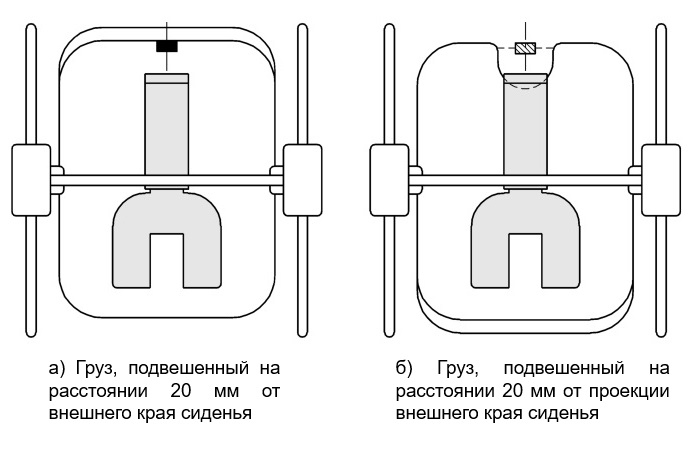 а) Груз, подвешенный на
расстоянии 20 мм от
внешнего края сиденья
б) Груз, подвешенный на
расстоянии 20 мм от проекции
внешнего края сиденья